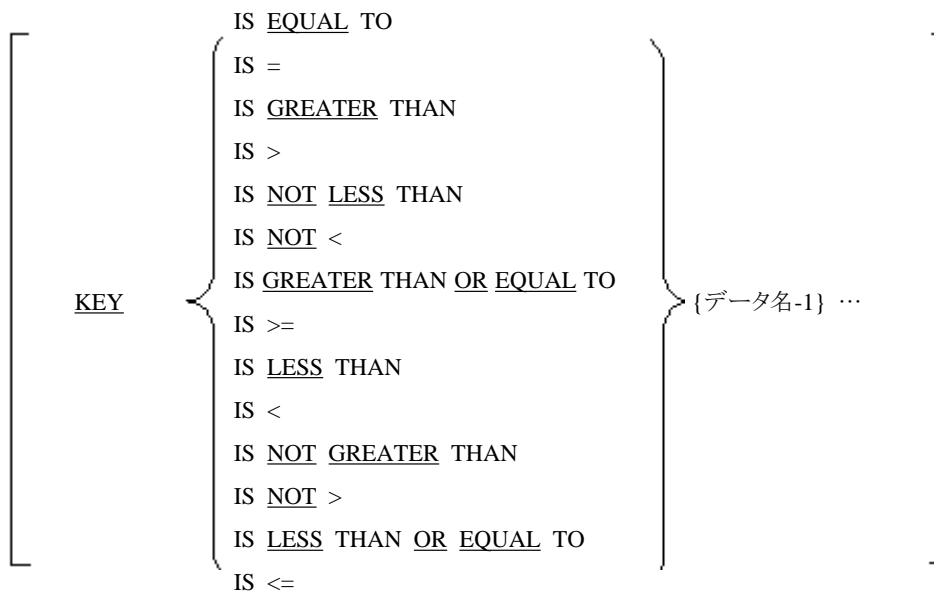 IS EQUAL TO
IS =
IS GREATER THAN
IS >
IS NOT LESS THAN
IS NOT <
IS GREATER THAN OR EQUAL TO
KEY {データ名-1} …
IS >=
IS LESS THAN
IS <
IS NOT GREATER THAN
IS NOT >
IS LESS THAN OR EQUAL TO
IS <=